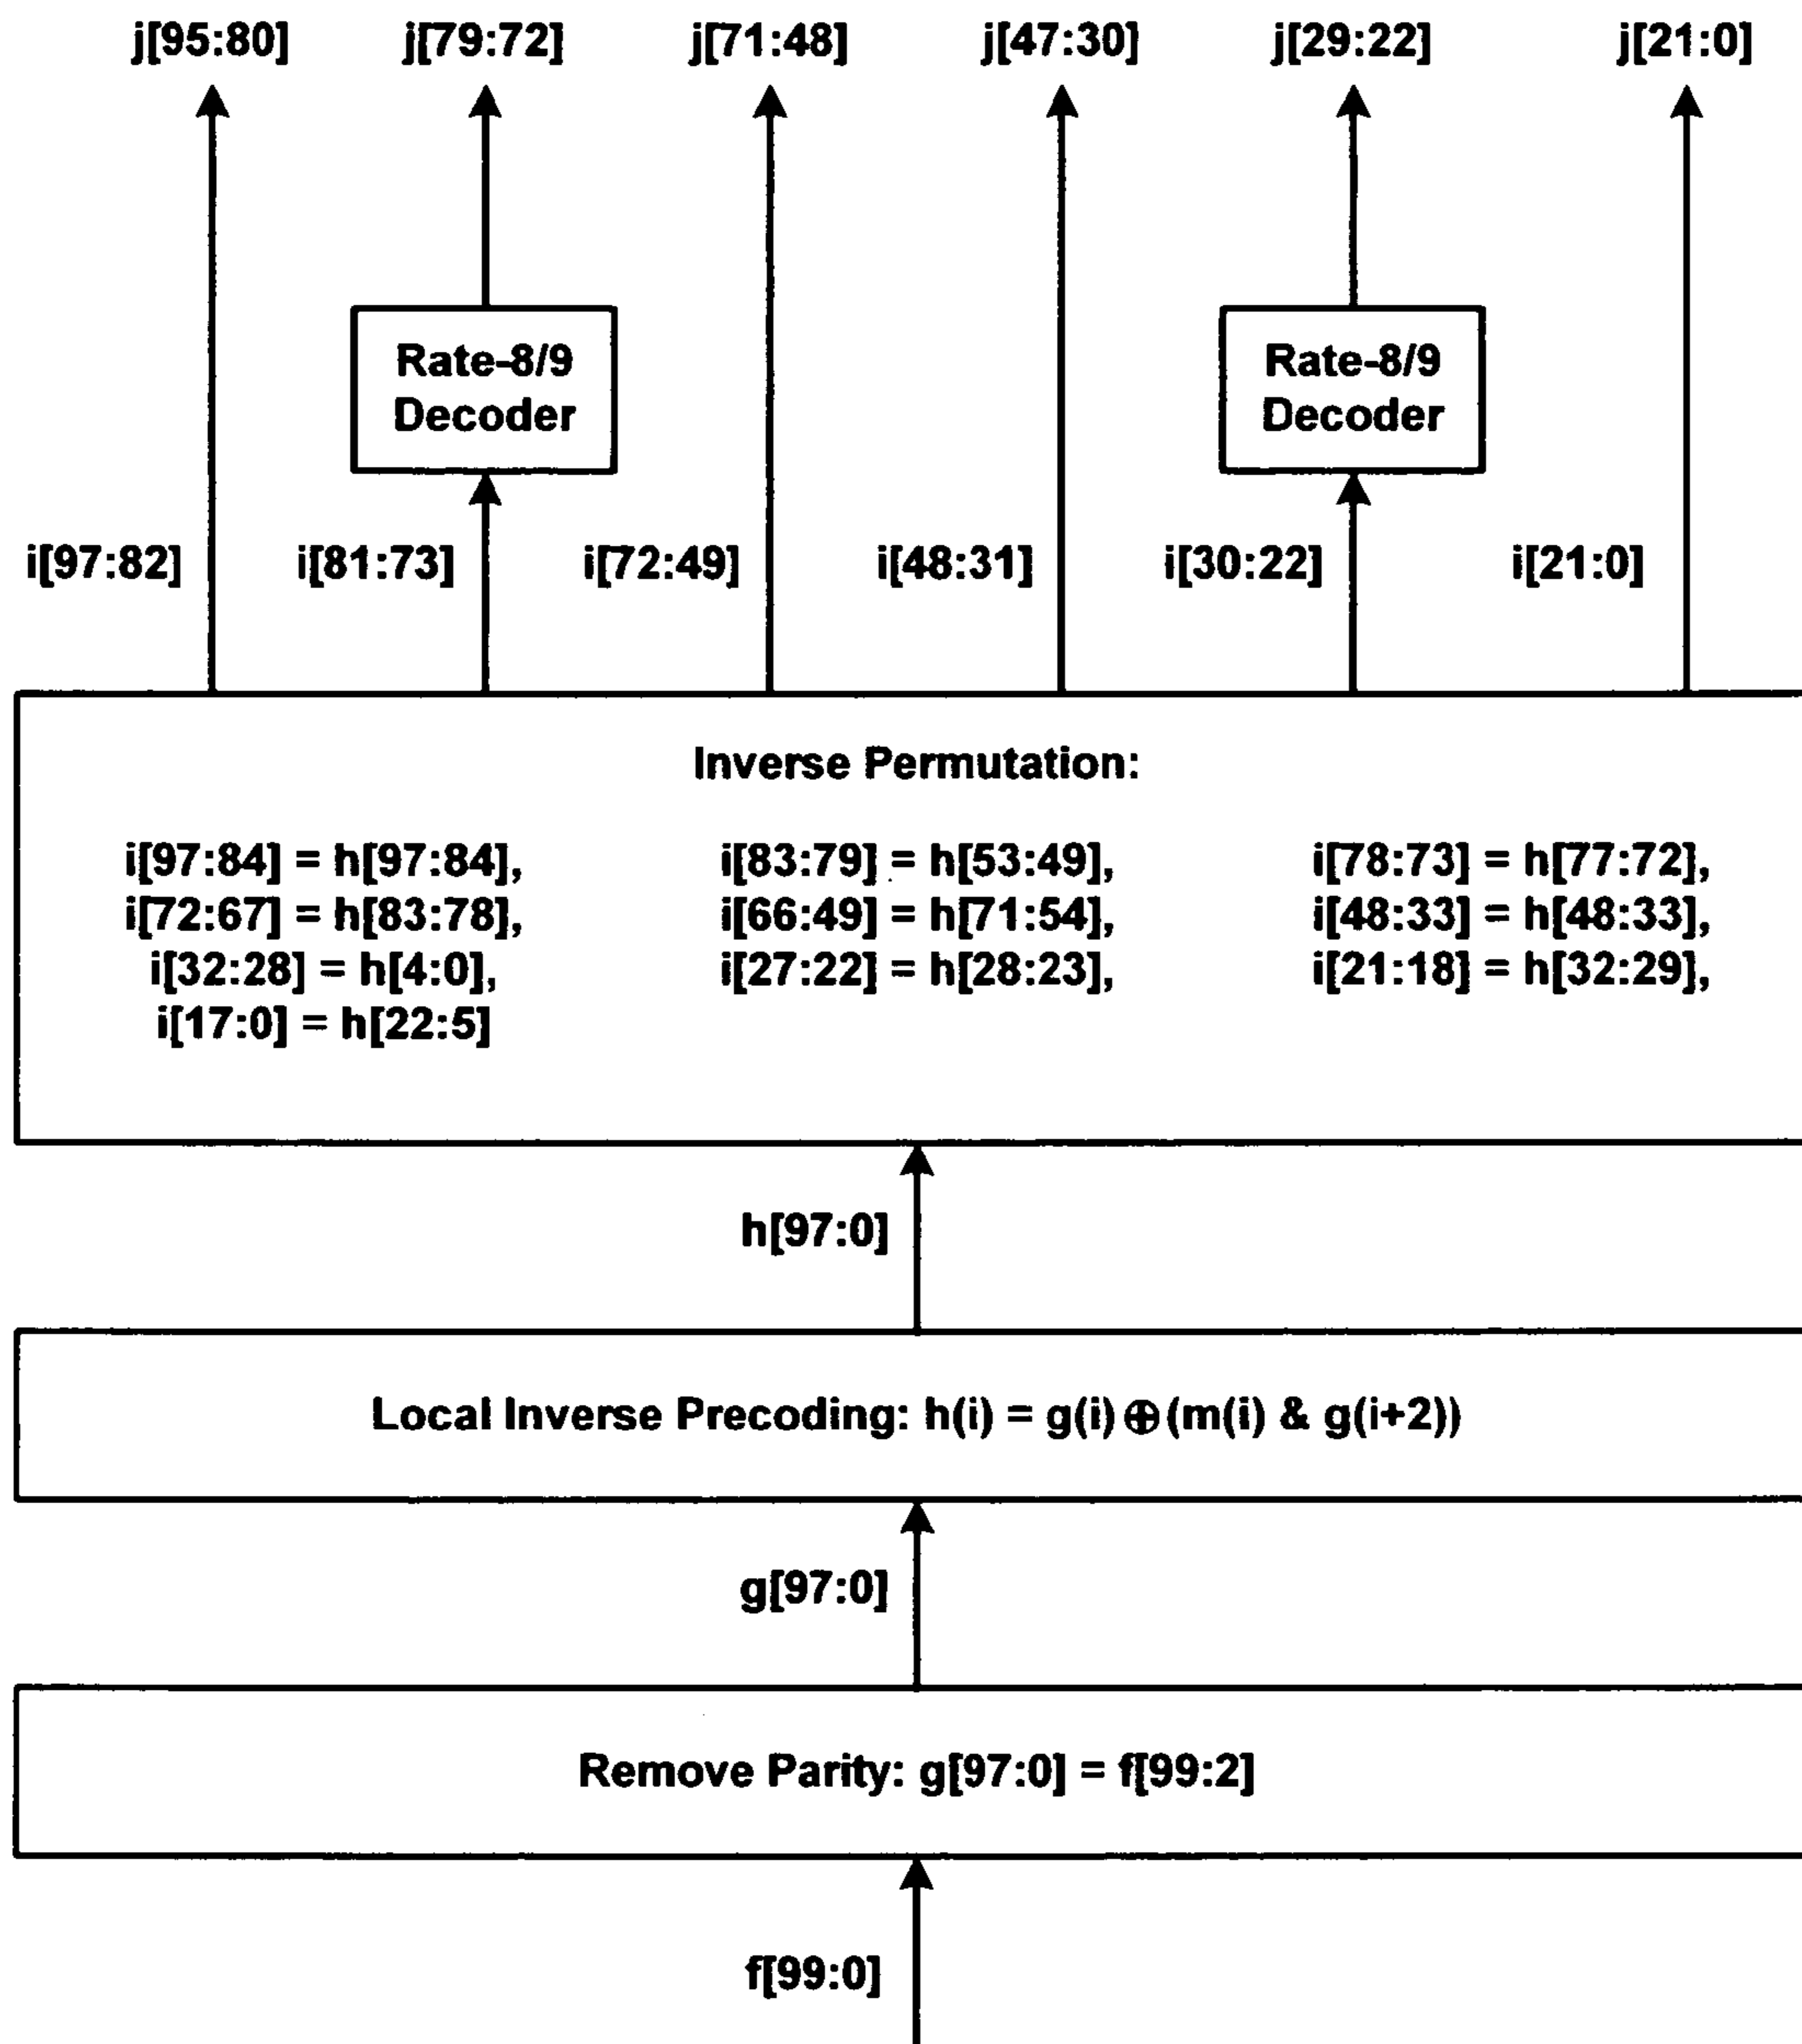 j[95:80] j[79:72] j[71:48] j[47:30] j[29:22] j[21:0]
Rate-8/9 Rate-8/9
Decoder Decoder
i[97:82] i[81:73] i[72:49] i[48:31] i[30:22] i[21:0]
Inverse Permutation:
i[97:84] = h[97:84], i[83:79] = h[53:49], i[78:73] = h[77:72],
i[72:67] = h[83:78], i[66:49] = h[71:54], i[48:33] = h[48:33],
i[32:28] = h[4:0], i[27:22] = h[28:23], i[21:18] = h[32:29],
i[17:0] = h[22:5]
h[97:0]
Local Inverse Precoding: h(i) = g(i) ⊕ (m(i) & g(i+2))
g[97:0]
Remove Parity: g[97:0] = f[99:2]
f[99:0]